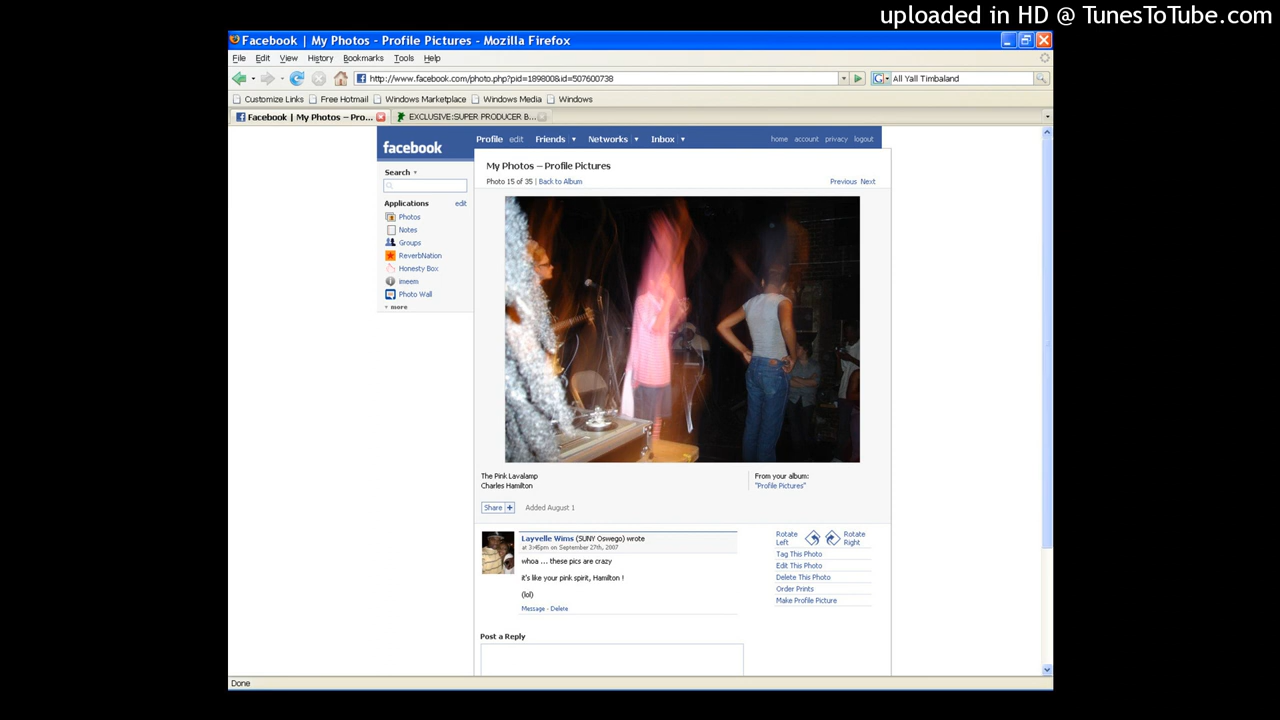 uploaded in HD @ TunesToTube.com
Facebook | My Photos - Profile Pictures - Mozilla Firefox
File Edit View History Bookmarks Tools Help
http://www.facebook.com/photo.php?pid=189800&id=507600738
All Yall Timbaland
Customize Links Free Hotmail Windows Marketplace Windows Media Windows
Facebook | My Photos – Pro... EXCLUSIVE:SUPER PRODUCER B...
facebook
Profile edit Friends Networks Inbox home account privacy logout
Search
Applications edit
Photos
Notes
Groups
ReverbNation
Honesty Box
imeem
Photo Wall
more
My Photos – Profile Pictures
Photo 15 of 35 | Back to Album Previous Next
The Pink Lavalamp
Charles Hamilton
From your album:
"Profile Pictures"
Share + Added August 1
Layvelle Wims (SUNY Oswego) wrote
at 3:45pm on September 27th, 2007
whoa ... these pics are crazy
it's like your pink spirit, Hamilton !
(lol)
Message - Delete
Rotate Left Rotate Right
Tag This Photo
Edit This Photo
Delete This Photo
Order Prints
Make Profile Picture
Post a Reply
Done